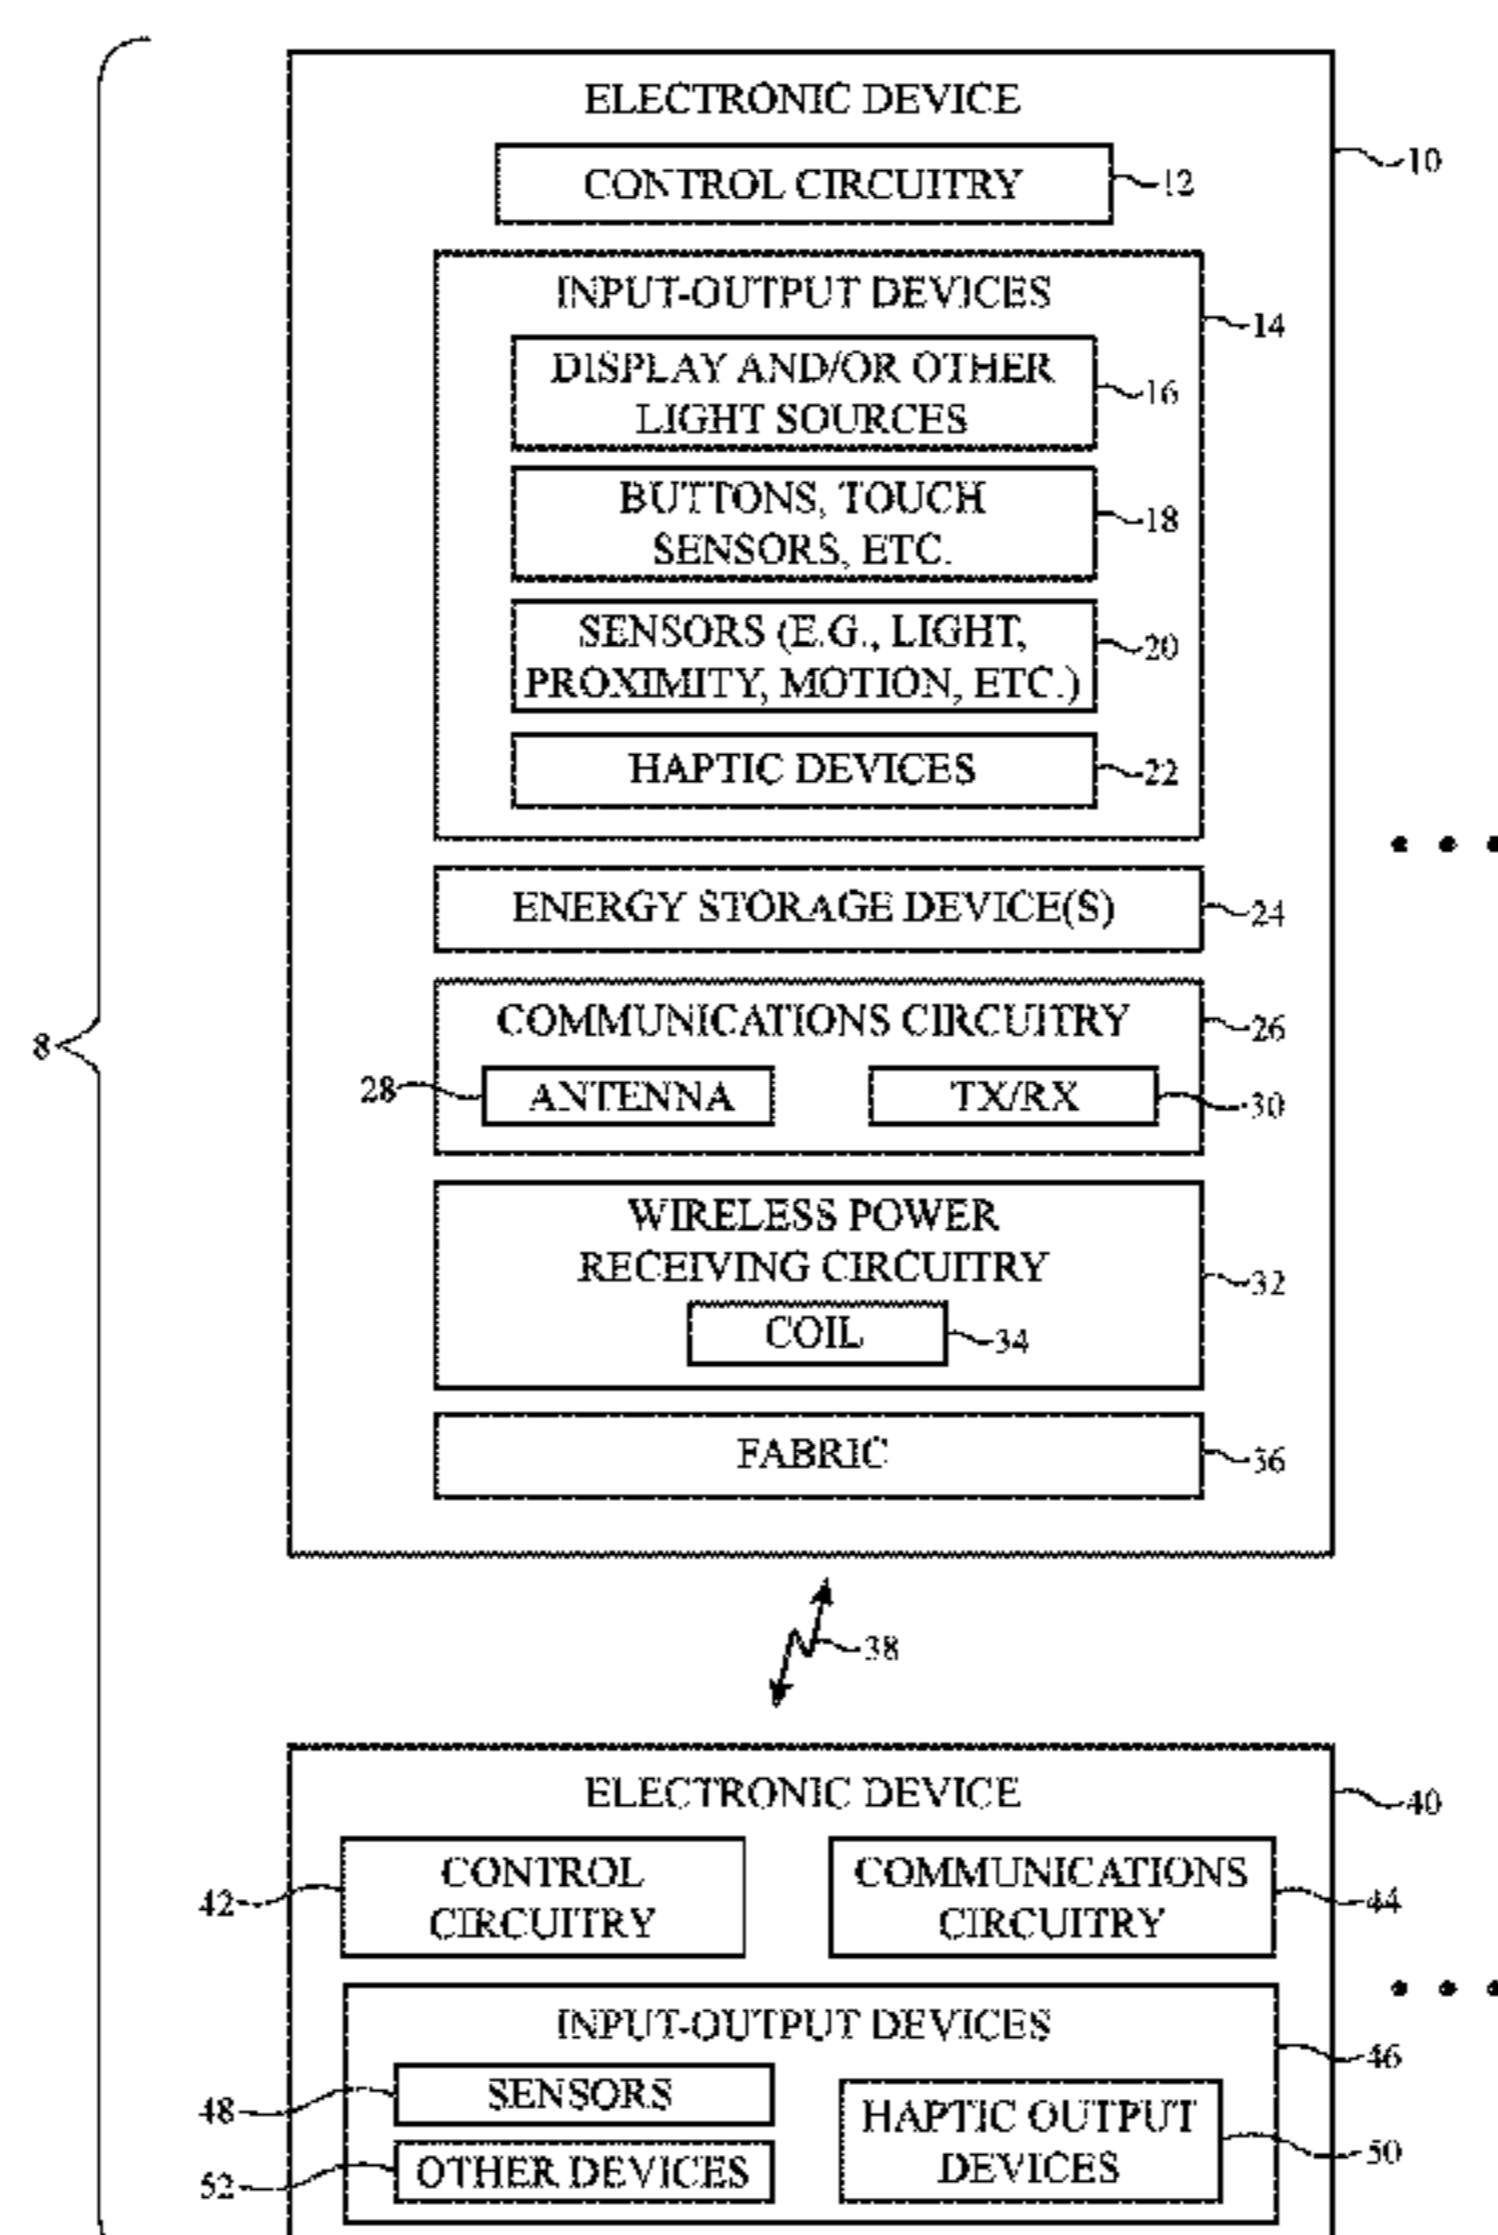 ELECTRONIC DEVICE
10
CONTROL CIRCUITRY
12
INPUT-OUTPUT DEVICES
14
DISPLAY AND/OR OTHER
LIGHT SOURCES
16
BUTTONS, TOUCH
SENSORS, ETC.
18
SENSORS (E.G., LIGHT,
PROXIMITY, MOTION, ETC.)
20
HAPTIC DEVICES
22
ENERGY STORAGE DEVICE(S)
24
8
COMMUNICATIONS CIRCUITRY
26
28
ANTENNA
TX/RX
30
WIRELESS POWER
RECEIVING CIRCUITRY
32
COIL
34
FABRIC
36
38
ELECTRONIC DEVICE
40
42
CONTROL
CIRCUITRY
COMMUNICATIONS
CIRCUITRY
44
INPUT-OUTPUT DEVICES
46
48
SENSORS
HAPTIC OUTPUT
DEVICES
50
52
OTHER DEVICES